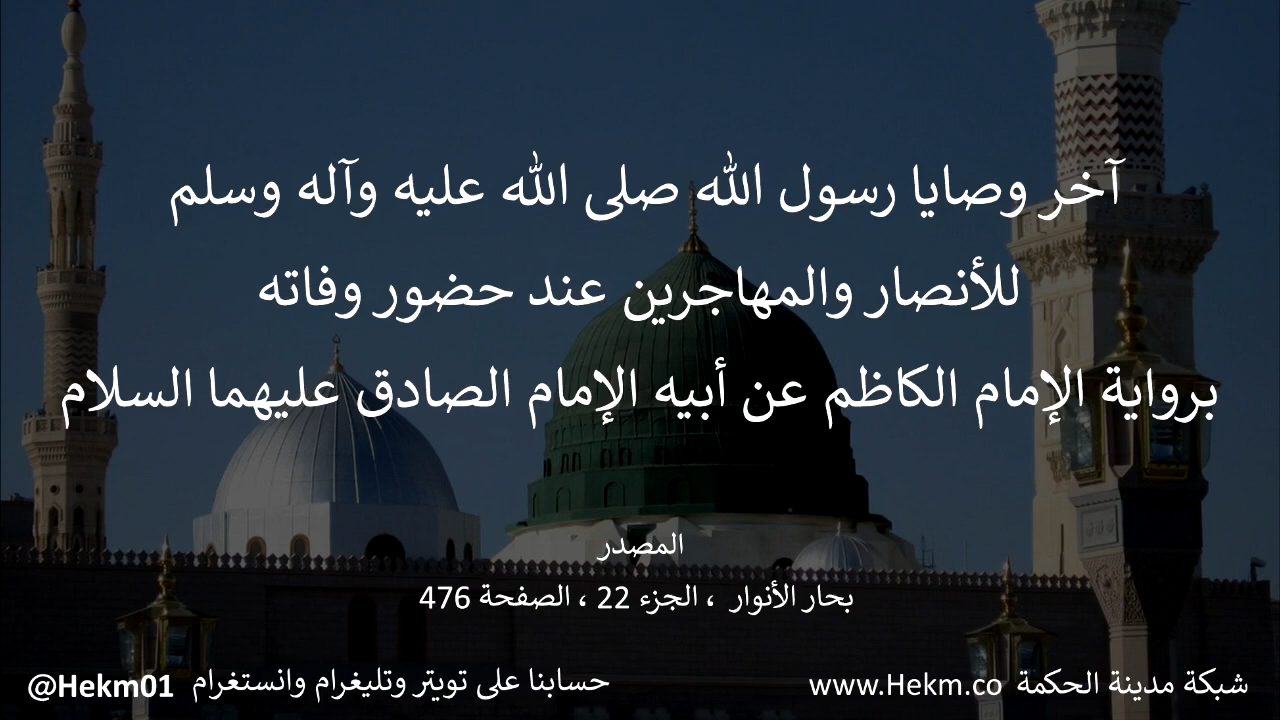 آخر وصايا رسول الله صلى الله عليه وآله وسلم
للأنصار والمهاجرين عند حضور وفاته
برواية الإمام الكاظم عن أبيه الإمام الصادق عليهما السلام
المصدر
بحار الأنوار ، الجزء 22 ، الصفحة 476
شبكة مدينة الحكمة www.Hekm.co
حسابنا على تويتر وتليغرام وانستغرام @Hekm01